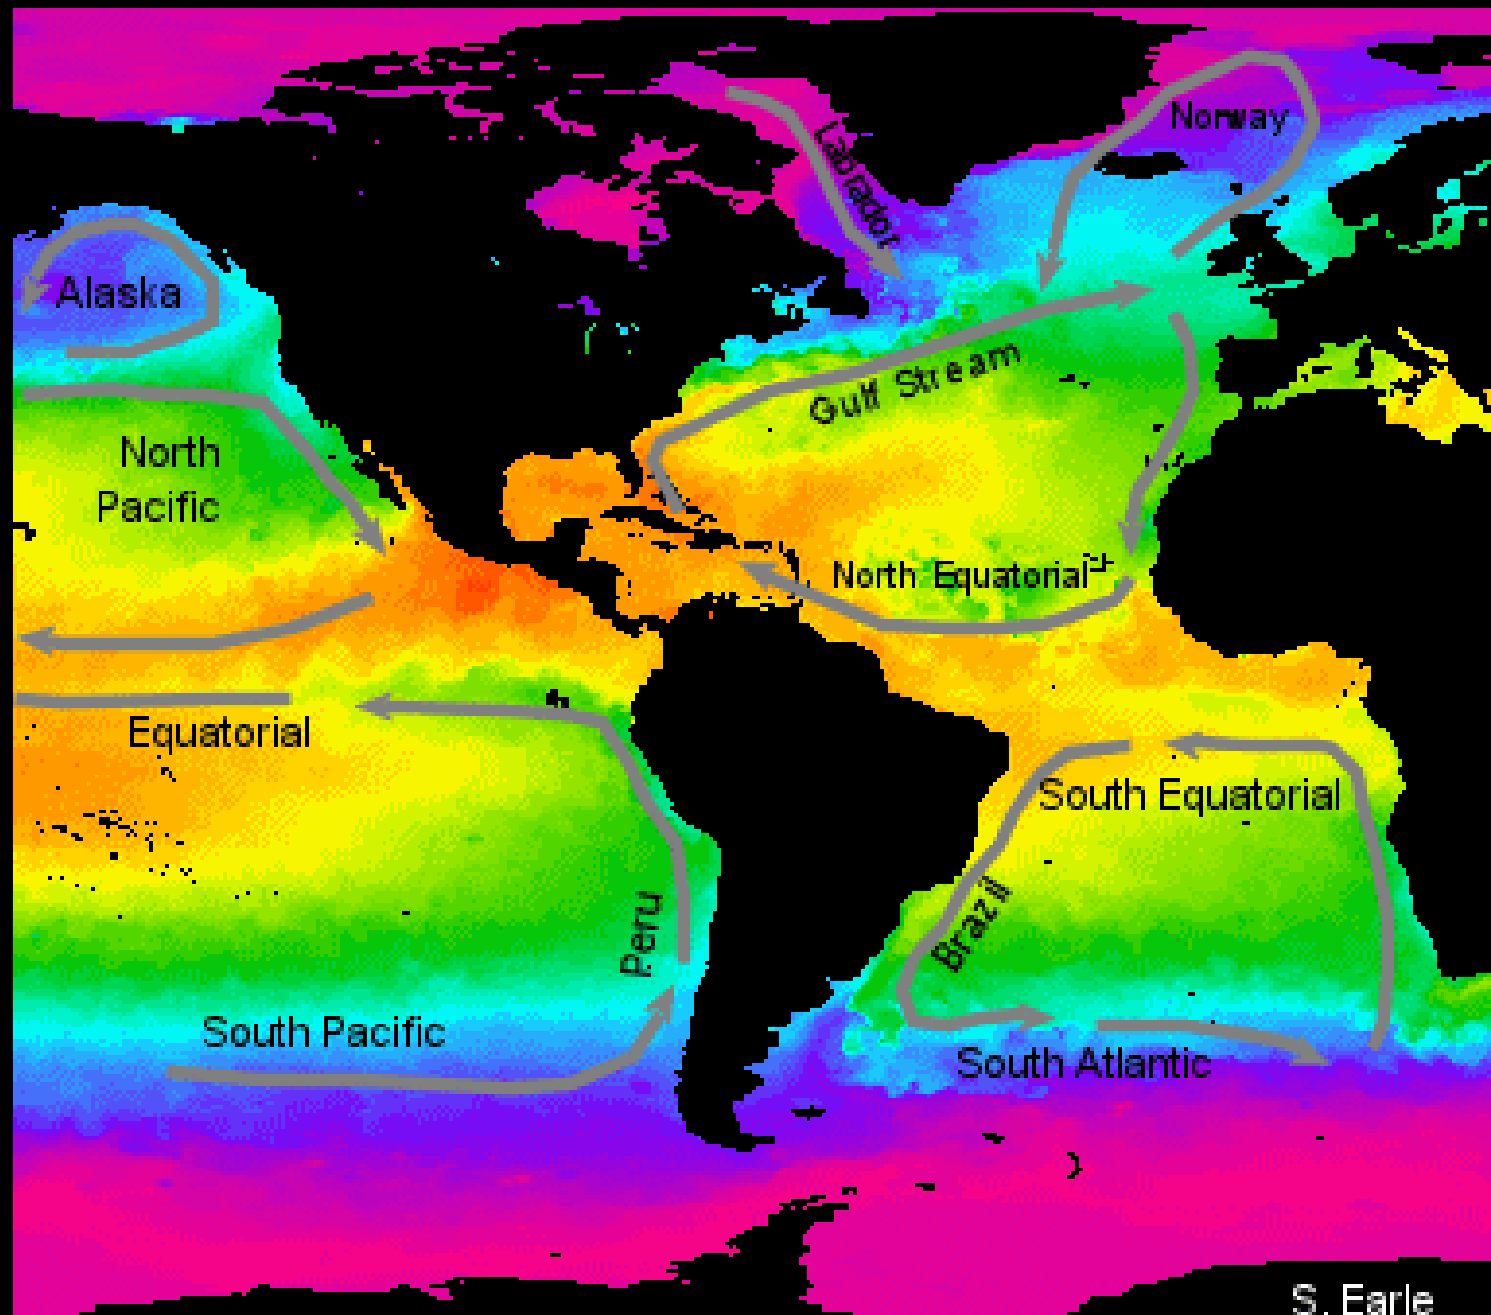 Norway
Labrador
Alaska
Gulf Stream
North
Pacific
North Equatorial
Equatorial
South Equatorial
Peru
Brazil
South Pacific
South Atlantic
S. Earle